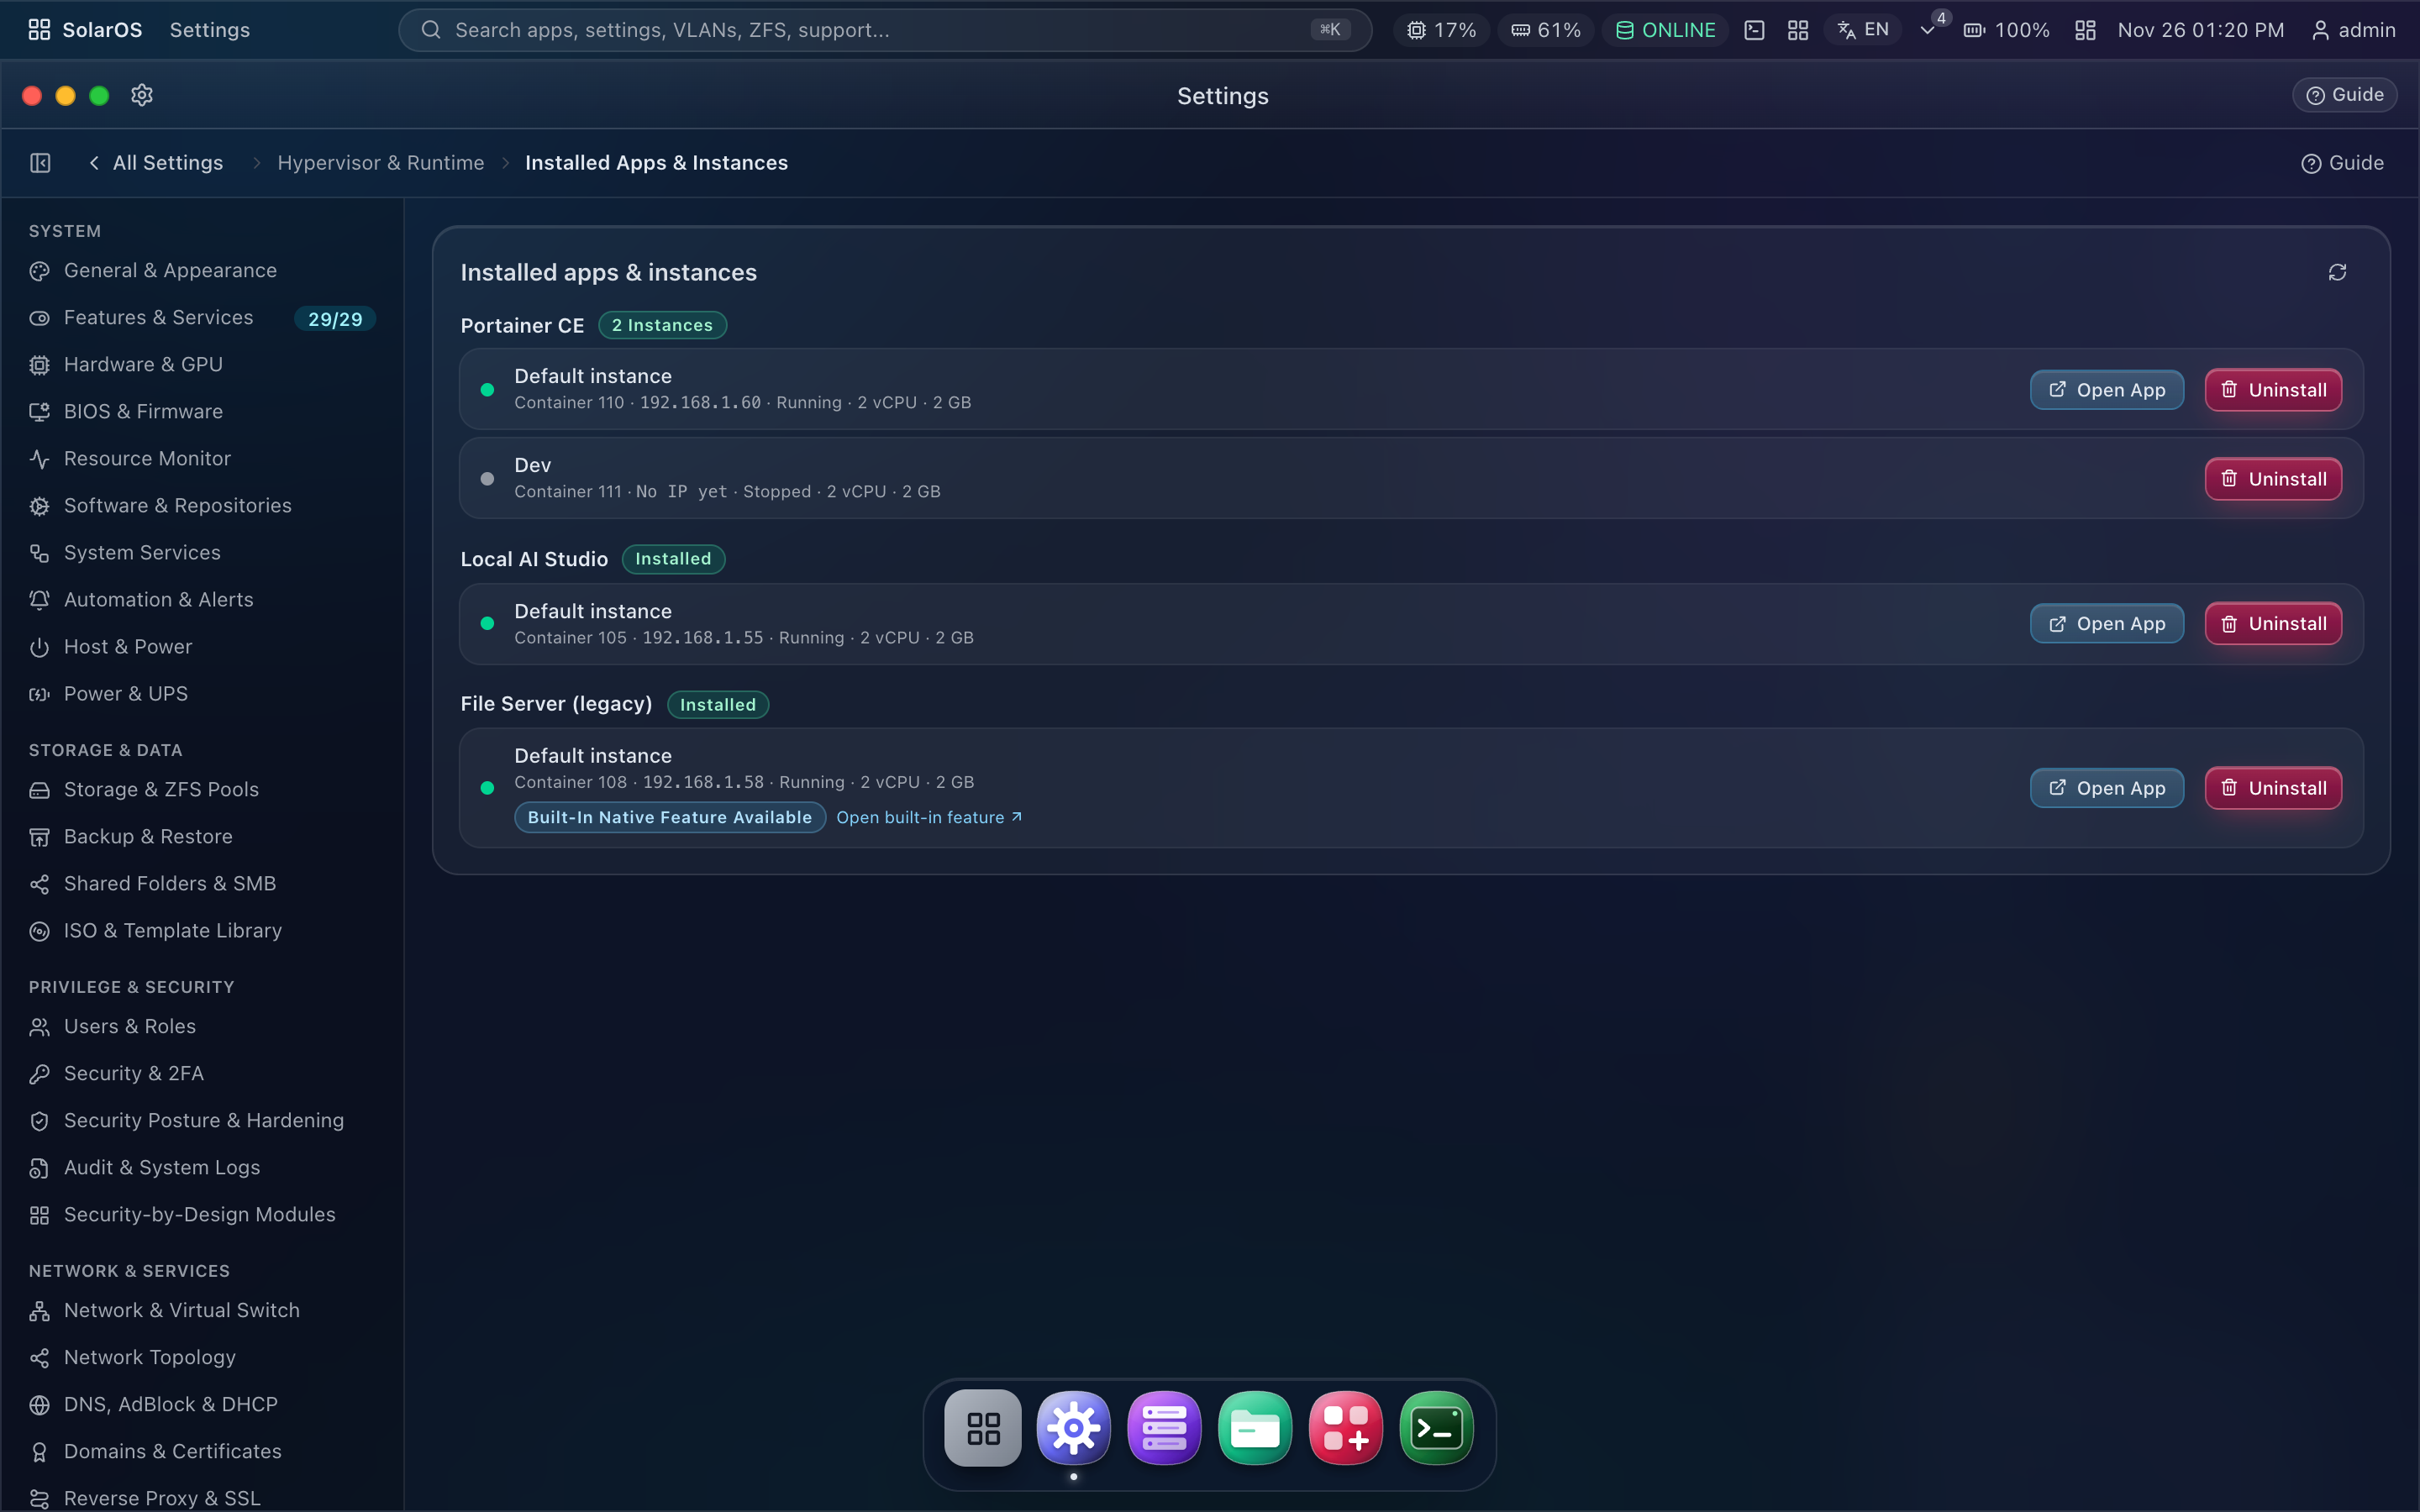 SolarOS Settings Search apps, settings, VLANs, ZFS, support... ⌘K 17% 61% ONLINE EN 4 100% Nov 26 01:20 PM admin
Settings Guide
All Settings Hypervisor & Runtime Installed Apps & Instances Guide
SYSTEM
General & Appearance
Features & Services 29/29
Hardware & GPU
BIOS & Firmware
Resource Monitor
Software & Repositories
System Services
Automation & Alerts
Host & Power
Power & UPS
STORAGE & DATA
Storage & ZFS Pools
Backup & Restore
Shared Folders & SMB
ISO & Template Library
PRIVILEGE & SECURITY
Users & Roles
Security & 2FA
Security Posture & Hardening
Audit & System Logs
Security-by-Design Modules
NETWORK & SERVICES
Network & Virtual Switch
Network Topology
DNS, AdBlock & DHCP
Domains & Certificates
Reverse Proxy & SSL
Installed apps & instances
Portainer CE 2 Instances
Default instance
Container 110 · 192.168.1.60 · Running · 2 vCPU · 2 GB
Open App Uninstall
Dev
Container 111 · No IP yet · Stopped · 2 vCPU · 2 GB
Uninstall
Local AI Studio Installed
Default instance
Container 105 · 192.168.1.55 · Running · 2 vCPU · 2 GB
Open App Uninstall
File Server (legacy) Installed
Default instance
Container 108 · 192.168.1.58 · Running · 2 vCPU · 2 GB
Built-In Native Feature Available Open built-in feature
Open App Uninstall